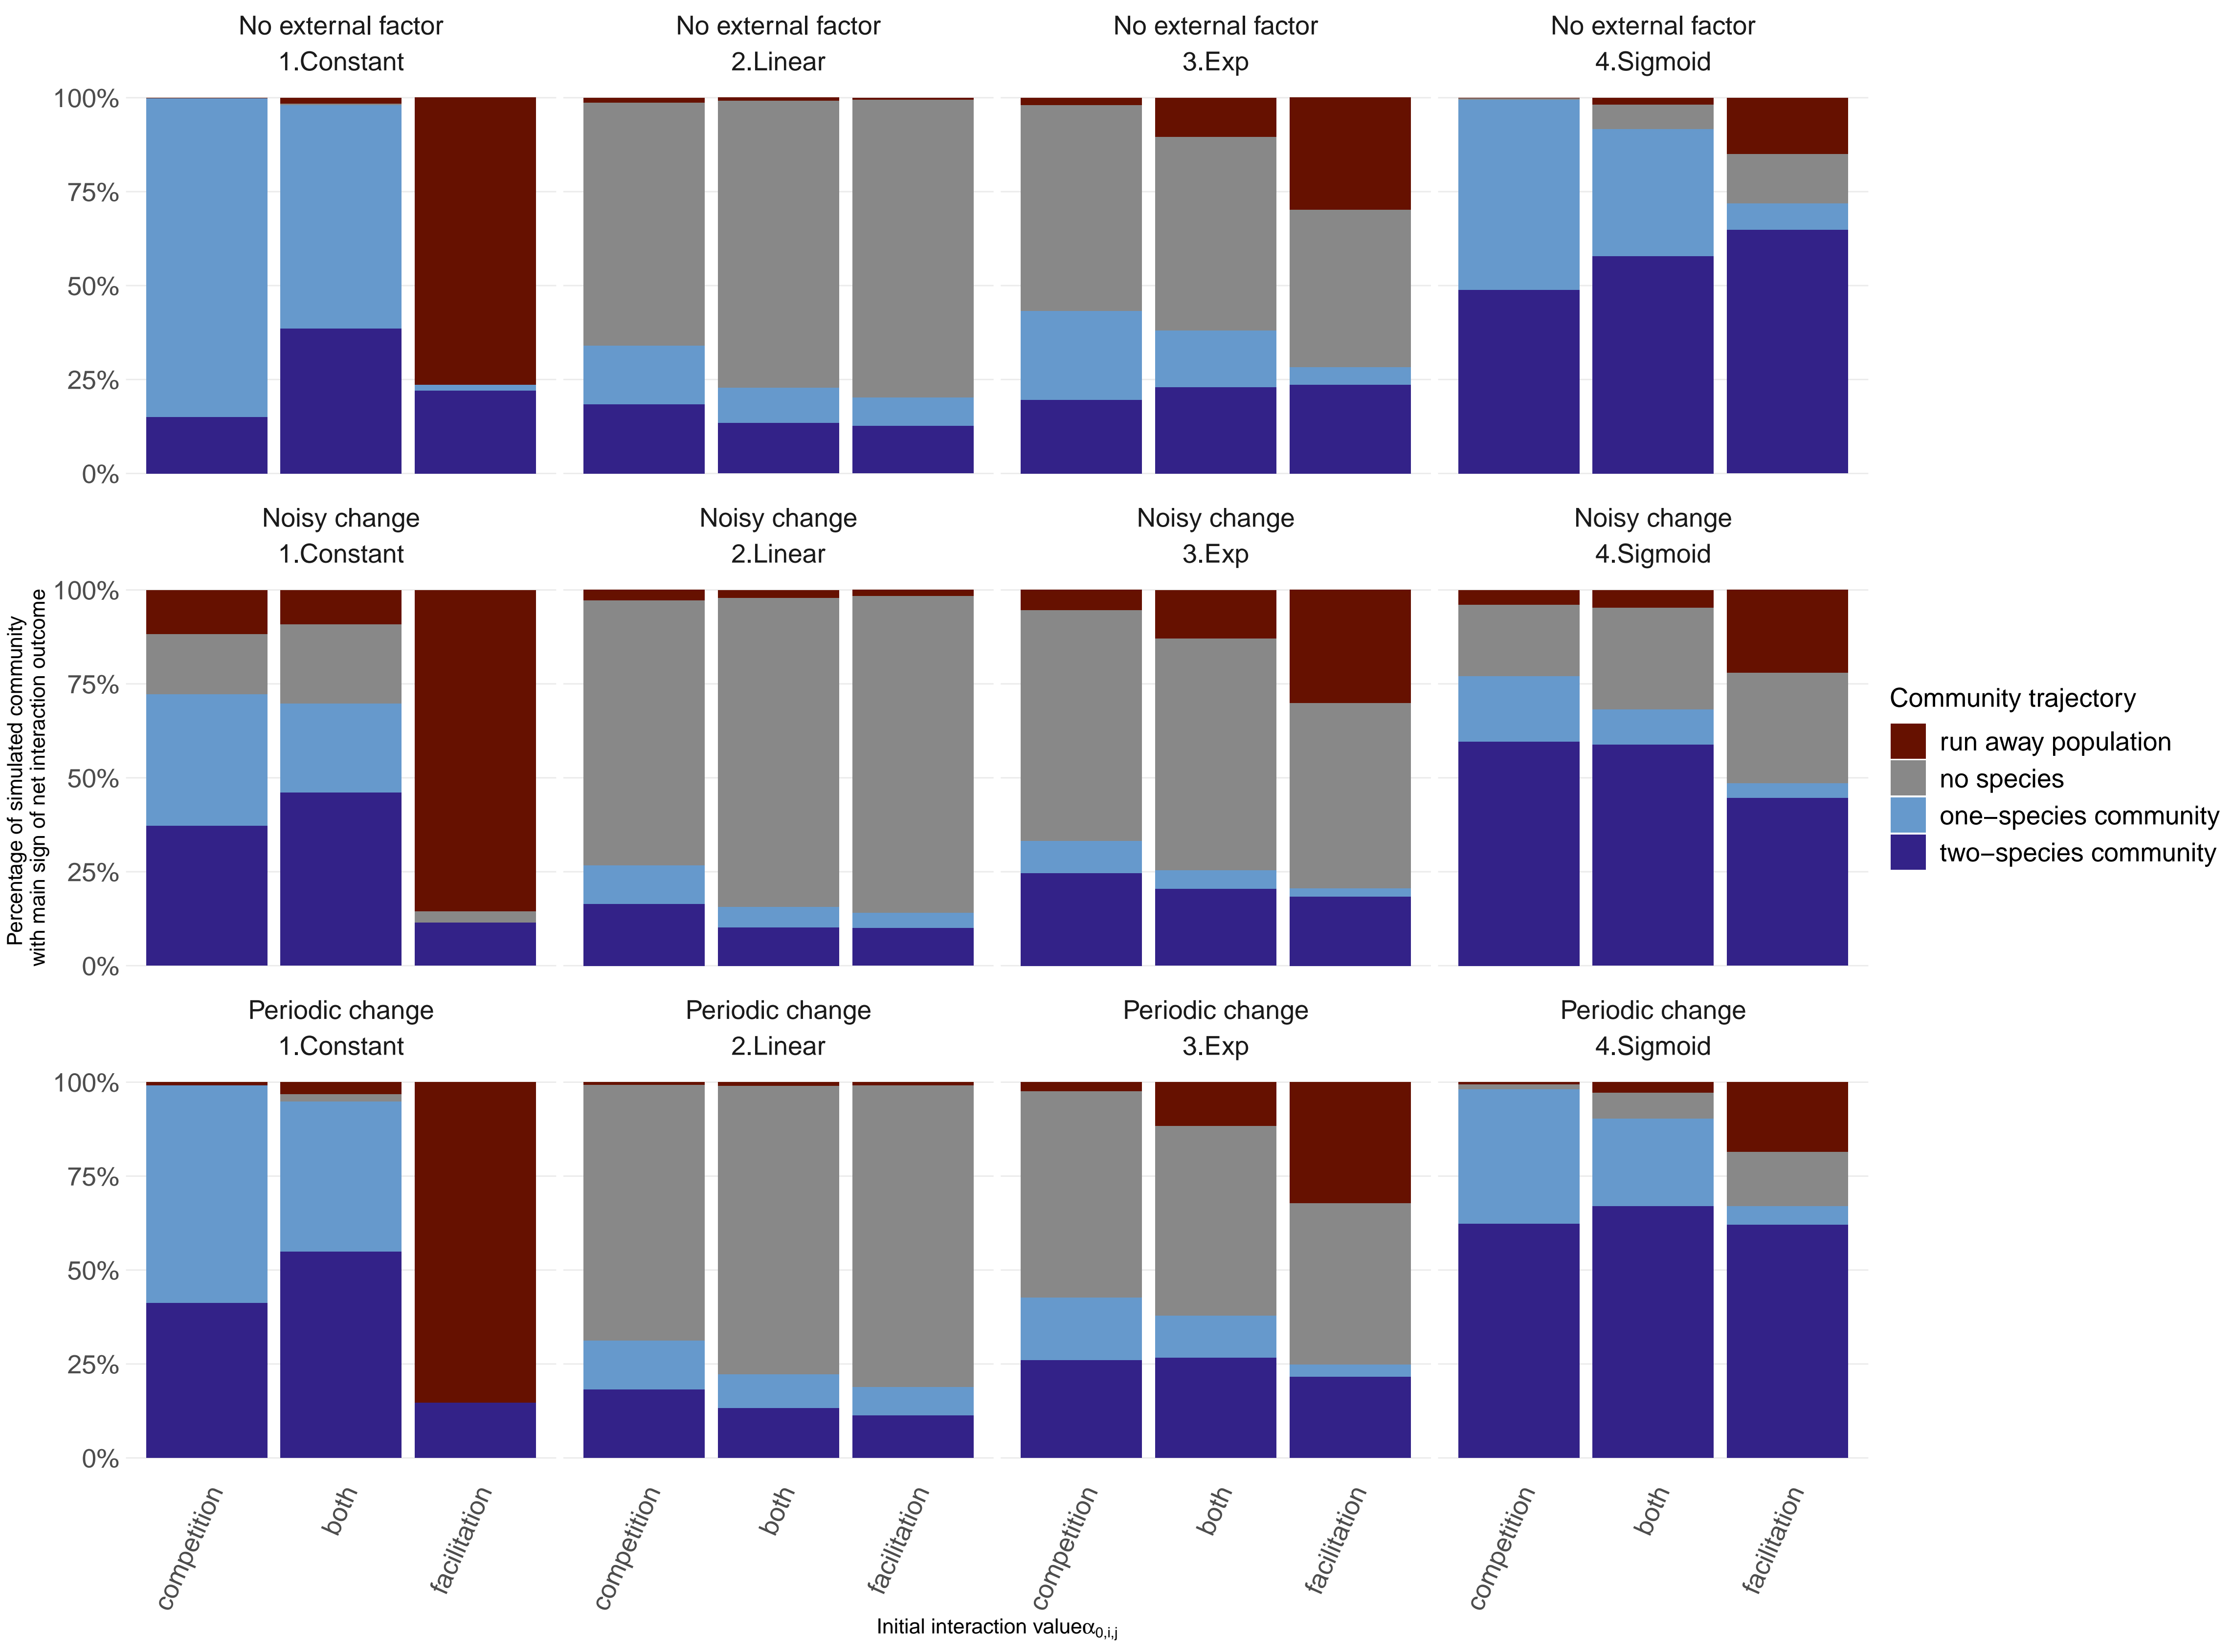 No external factor
1.Constant
No external factor
2.Linear
No external factor
3.Exp
No external factor
4.Sigmoid
100%
75%
50%
25%
0%
Noisy change
1.Constant
Noisy change
2.Linear
Noisy change
3.Exp
Noisy change
4.Sigmoid
100%
75%
50%
25%
0%
Percentage of simulated community
with main sign of net interaction outcome
Community trajectory
run away population
no species
one−species community
two−species community
Periodic change
1.Constant
Periodic change
2.Linear
Periodic change
3.Exp
Periodic change
4.Sigmoid
100%
75%
50%
25%
0%
competition
both
facilitation
competition
both
facilitation
competition
both
facilitation
competition
both
facilitation
Initial interaction valueα0,i,j